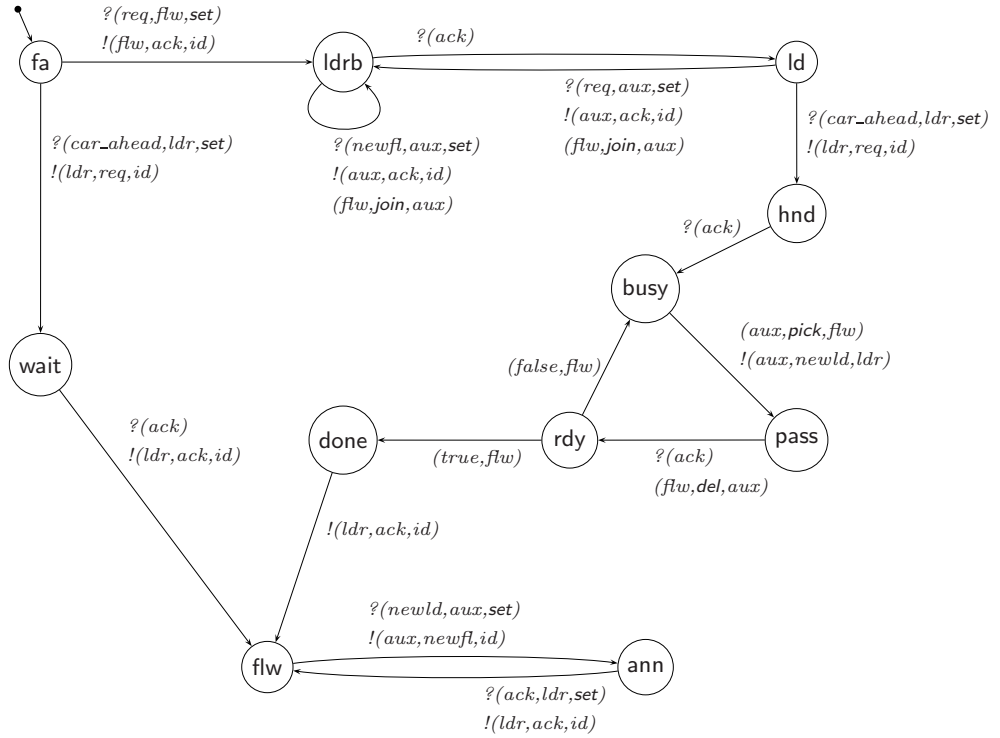 ?(req,flw,set)
!(flw,ack,id)
fa
ldrb
?(ack)
ld
?(req,aux,set)
!(aux,ack,id)
(flw,join,aux)
?(car_ahead,ldr,set)
!(ldr,req,id)
?(newfl,aux,set)
!(aux,ack,id)
(flw,join,aux)
?(car_ahead,ldr,set)
!(ldr,req,id)
hnd
?(ack)
busy
(aux,pick,flw)
!(aux,newld,ldr)
wait
(false,flw)
?(ack)
!(ldr,ack,id)
done
rdy
pass
(true,flw)
?(ack)
(flw,del,aux)
!(ldr,ack,id)
?(newld,aux,set)
!(aux,newfl,id)
flw
ann
?(ack,ldr,set)
!(ldr,ack,id)